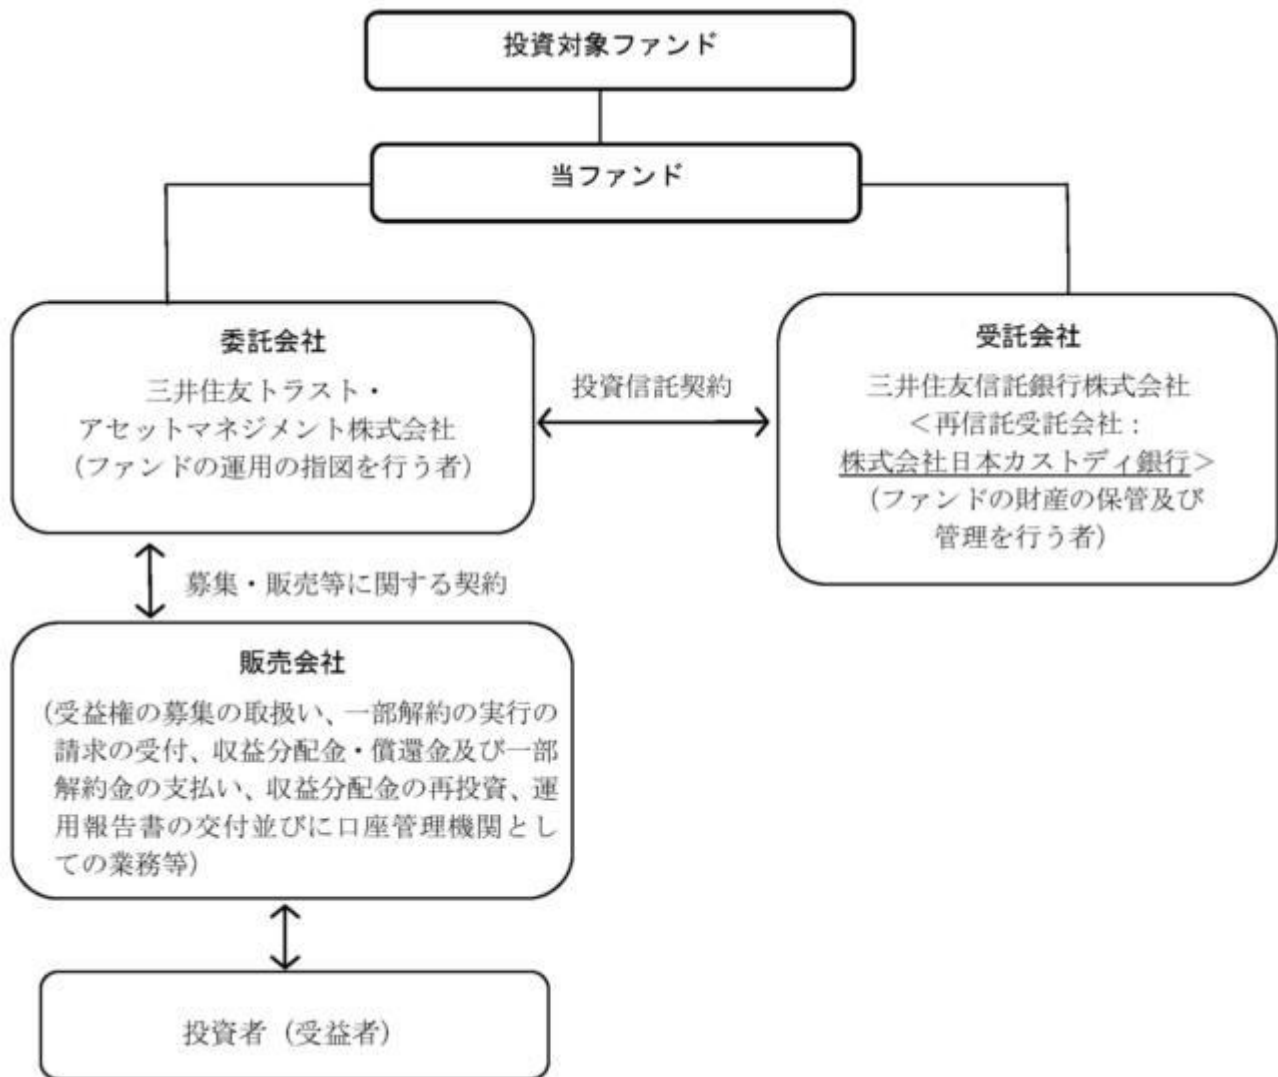 投資対象ファンド
当ファンド
委託会社
三井住友トラスト・
アセットマネジメント株式会社
(ファンドの運用の指図を行う者)
投資信託契約
受託会社
三井住友信託銀行株式会社
<再信託受託会社:
株式会社日本カストディ銀行>
(ファンドの財産の保管及び
管理を行う者)
募集・販売等に関する契約
販売会社
(受益権の募集の取扱い、一部解約の実行の
請求の受付、収益分配金・償還金及び一部
解約金の支払い、収益分配金の再投資、運
用報告書の交付並びに口座管理機関とし
ての業務等)
投資者(受益者)